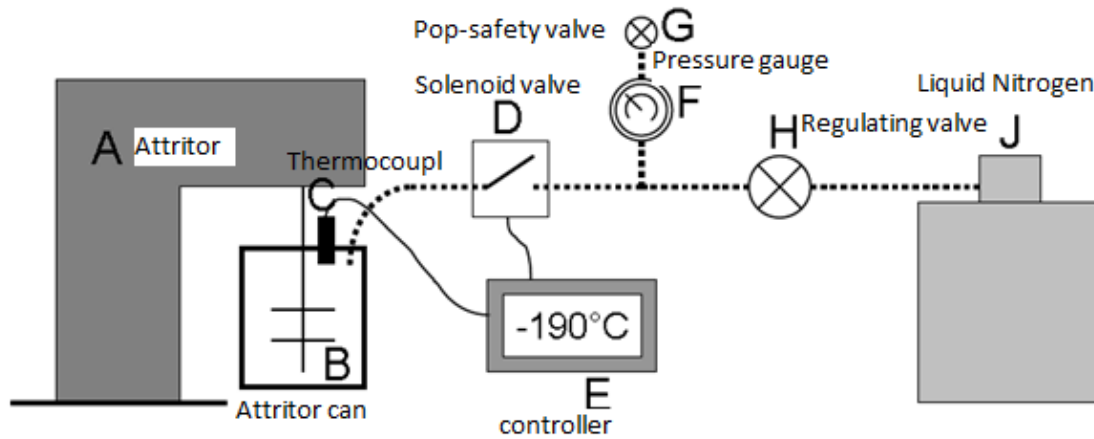 Pop-safety valve G
Pressure gauge
Solenoid valve
F
Liquid Nitrogen
D
H Regulating valve
J
A Attritor
Thermocoupl
C
-190°C
B
E
Attritor can
controller